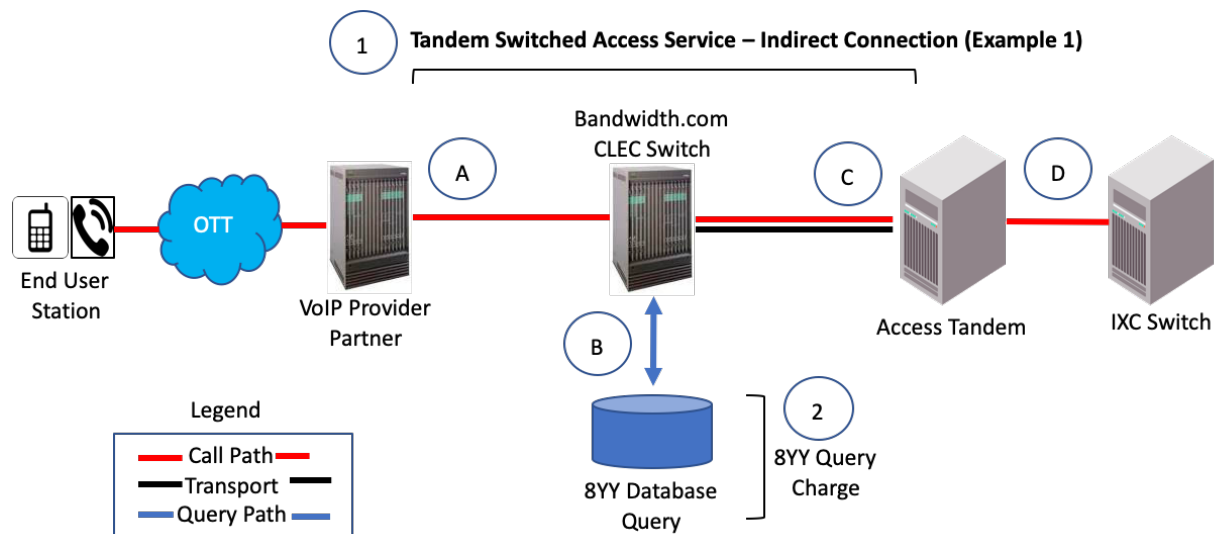 1
Tandem Switched Access Service – Indirect Connection (Example 1)
Bandwidth.com
CLEC Switch
A
C
D
OTT
End User
Station
VoIP Provider
Partner
Access Tandem
IXC Switch
B
Legend
Call Path
Transport
Query Path
8YY Database
Query
2
8YY Query
Charge